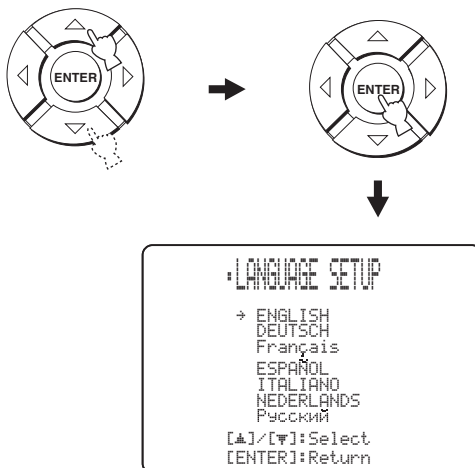 ENTER
ENTER
·LANGUAGE SETUP
→ ENGLISH
DEUTSCH
Français
ESPAÑOL
ITALIANO
NEDERLANDS
Русский
[▲]/[▼]:Select
[ENTER]:Return